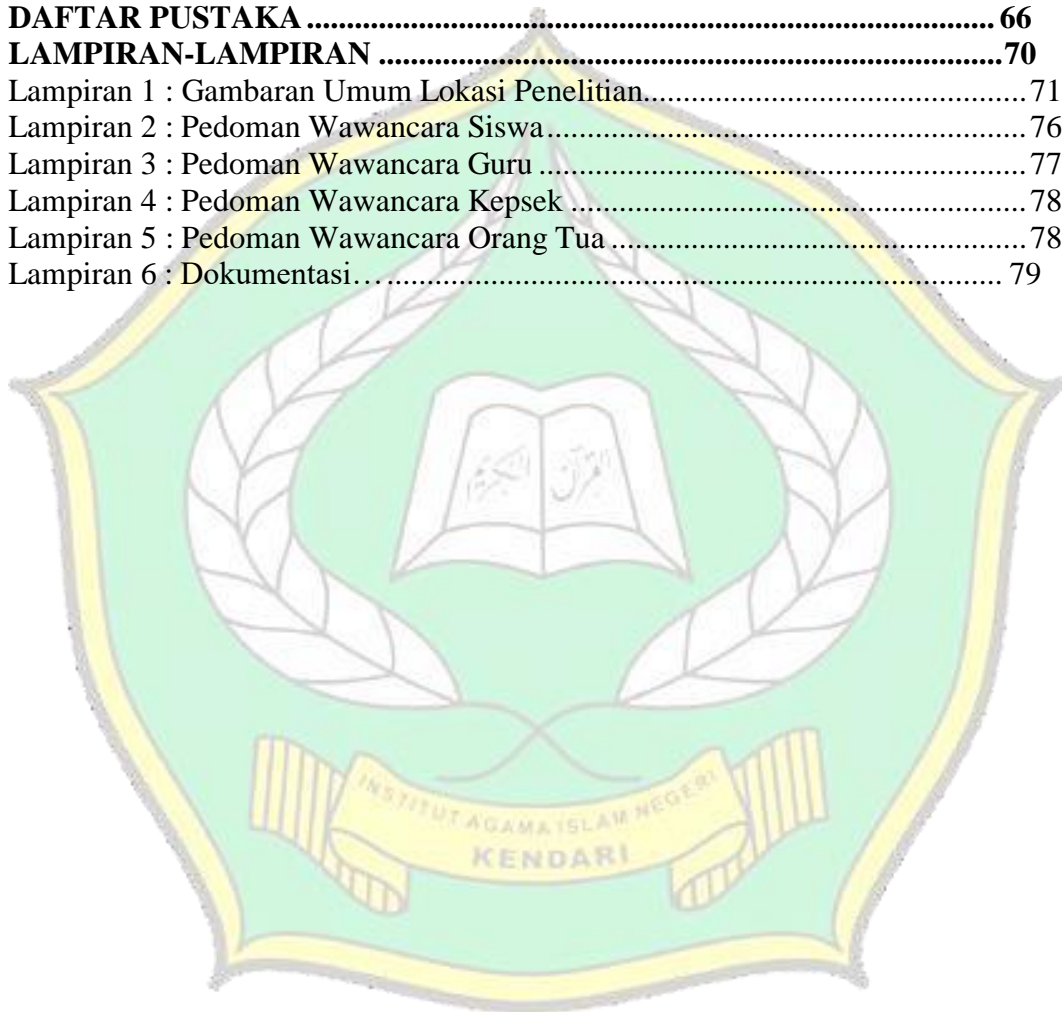 DAFTAR PUSTAKA ............................................................................................................. 66
LAMPIRAN-LAMPIRAN ...................................................................................................70
Lampiran 1 : Gambaran Umum Lokasi Penelitian.............................................................71
Lampiran 2 : Pedoman Wawancara Siswa............................................................................76
Lampiran 3 : Pedoman Wawancara Guru .............................................................................77
Lampiran 4 : Pedoman Wawancara Kepsek ........................................................................78
Lampiran 5 : Pedoman Wawancara Orang Tua ......................................................................78
Lampiran 6 : Dokumentasi…................................................................................................. 79
القرآن الكريم
INSTITUT AGAMA ISLAM NEGERI
KENDARI